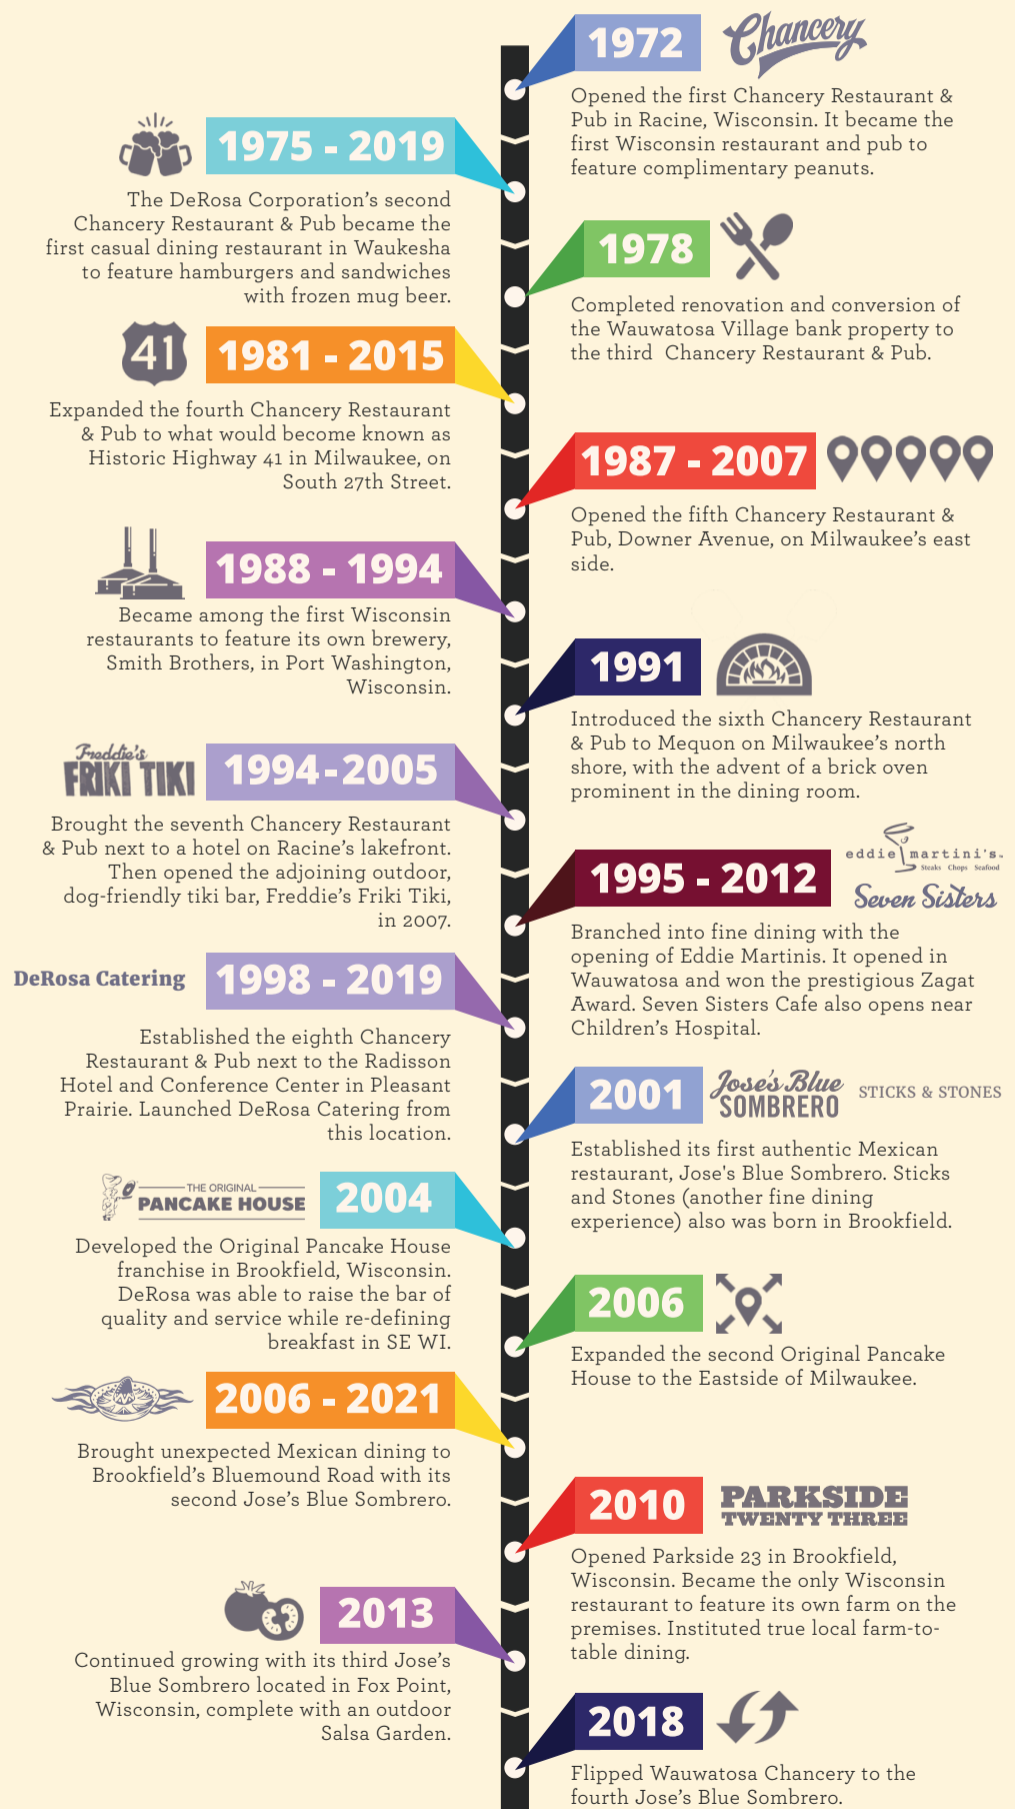 1972
Chancery
Opened the first Chancery Restaurant &
Pub in Racine, Wisconsin. It became the
first Wisconsin restaurant and pub to
feature complimentary peanuts.
1975 - 2019
The DeRosa Corporation's second
Chancery Restaurant & Pub became the
first casual dining restaurant in Waukesha
to feature hamburgers and sandwiches
with frozen mug beer.
1978
Completed renovation and conversion of
the Wauwatosa Village bank property to
the third Chancery Restaurant & Pub.
41
1981 - 2015
Expanded the fourth Chancery Restaurant
& Pub to what would become known as
Historic Highway 41 in Milwaukee, on
South 27th Street.
1987 - 2007
Opened the fifth Chancery Restaurant &
Pub, Downer Avenue, on Milwaukee's east
side.
1988 - 1994
Became among the first Wisconsin
restaurants to feature its own brewery,
Smith Brothers, in Port Washington,
Wisconsin.
1991
Introduced the sixth Chancery Restaurant
& Pub to Mequon on Milwaukee's north
shore, with the advent of a brick oven
prominent in the dining room.
Freddie's
FRIKI TIKI
1994-2005
Brought the seventh Chancery Restaurant
& Pub next to a hotel on Racine's lakefront.
Then opened the adjoining outdoor,
dog-friendly tiki bar, Freddie's Friki Tiki,
in 2007.
1995 - 2012
eddie martini's
Steaks Chops Seafood
Seven Sisters
Branched into fine dining with the
opening of Eddie Martinis. It opened in
Wauwatosa and won the prestigious Zagat
Award. Seven Sisters Cafe also opens near
Children's Hospital.
DeRosa Catering
1998 - 2019
Established the eighth Chancery
Restaurant & Pub next to the Radisson
Hotel and Conference Center in Pleasant
Prairie. Launched DeRosa Catering from
this location.
2001
Jose's Blue
SOMBRERO
STICKS & STONES
Established its first authentic Mexican
restaurant, Jose's Blue Sombrero. Sticks
and Stones (another fine dining
experience) also was born in Brookfield.
THE ORIGINAL
PANCAKE HOUSE
2004
Developed the Original Pancake House
franchise in Brookfield, Wisconsin.
DeRosa was able to raise the bar of
quality and service while re-defining
breakfast in SE WI.
2006
Expanded the second Original Pancake
House to the Eastside of Milwaukee.
2006 - 2021
Brought unexpected Mexican dining to
Brookfield's Bluemound Road with its
second Jose's Blue Sombrero.
2010
PARKSIDE
TWENTY THREE
Opened Parkside 23 in Brookfield,
Wisconsin. Became the only Wisconsin
restaurant to feature its own farm on the
premises. Instituted true local farm-to-
table dining.
2013
Continued growing with its third Jose's
Blue Sombrero located in Fox Point,
Wisconsin, complete with an outdoor
Salsa Garden.
2018
Flipped Wauwatosa Chancery to the
fourth Jose's Blue Sombrero.